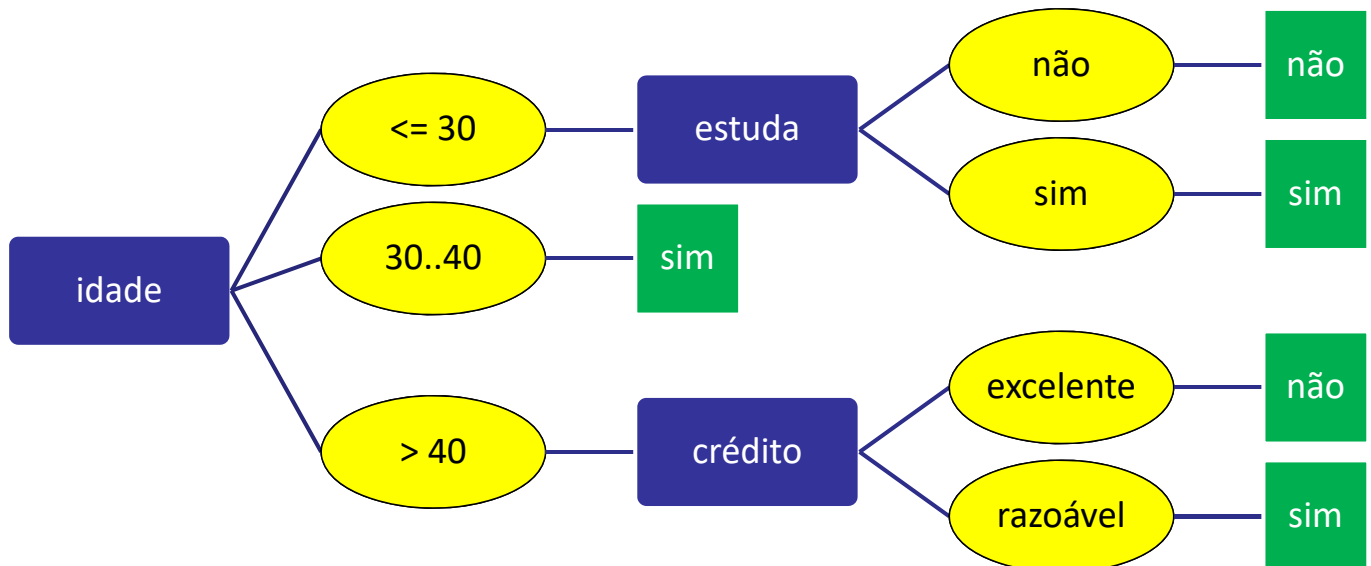 idade
<= 30
estuda
não
não
sim
sim
30..40
sim
> 40
crédito
excelente
não
razoável
sim